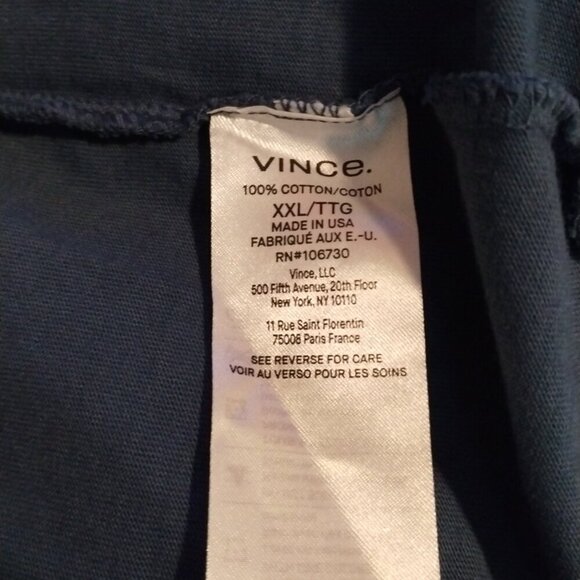 VINCE.
100% COTTON/COTON
XXL/TTG
MADE IN USA
FABRIQUÉ AUX E.-U.
RN#106730
Vince, LLC
500 Fifth Avenue, 20th Floor
New York, NY 10110
11 Rue Saint Florentin
75008 Paris France
SEE REVERSE FOR CARE
VOIR AU VERSO POUR LES SOINS